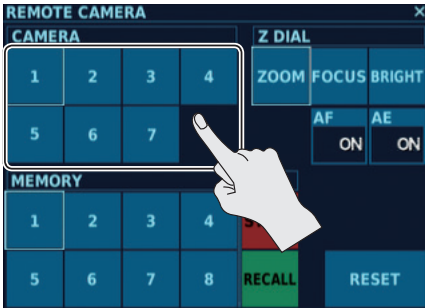 REMOTE CAMERA ×
CAMERA
Z DIAL
1 2 3 4
ZOOM FOCUS BRIGHT
5 6 7
AF ON
AE ON
MEMORY
1 2 3 4
5 6 7 8
RECALL
RESET